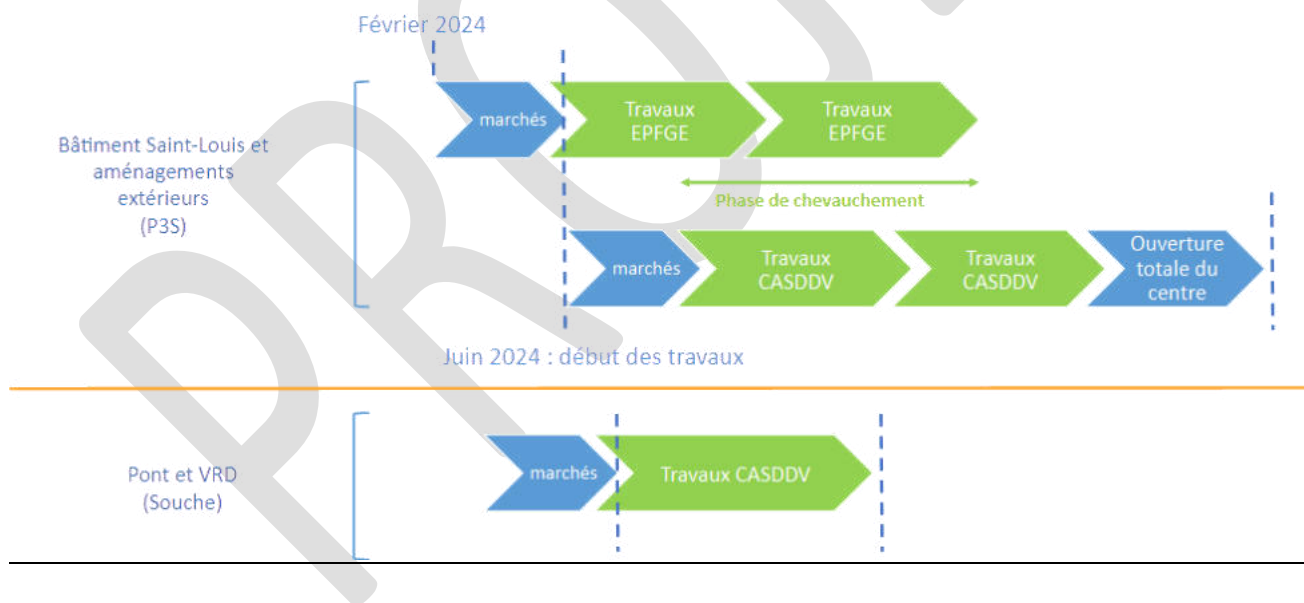 Février 2024
marchés
Travaux
EPFGE
Travaux
EPFGE
Bâtiment Saint-Louis et
aménagements
extérieurs
(P3S)
Phase de chevauchement
marchés
Travaux
CASDDV
Travaux
CASDDV
Ouverture
totale du
centre
Juin 2024 : début des travaux
Pont et VRD
(Souche)
marchés
Travaux CASDDV